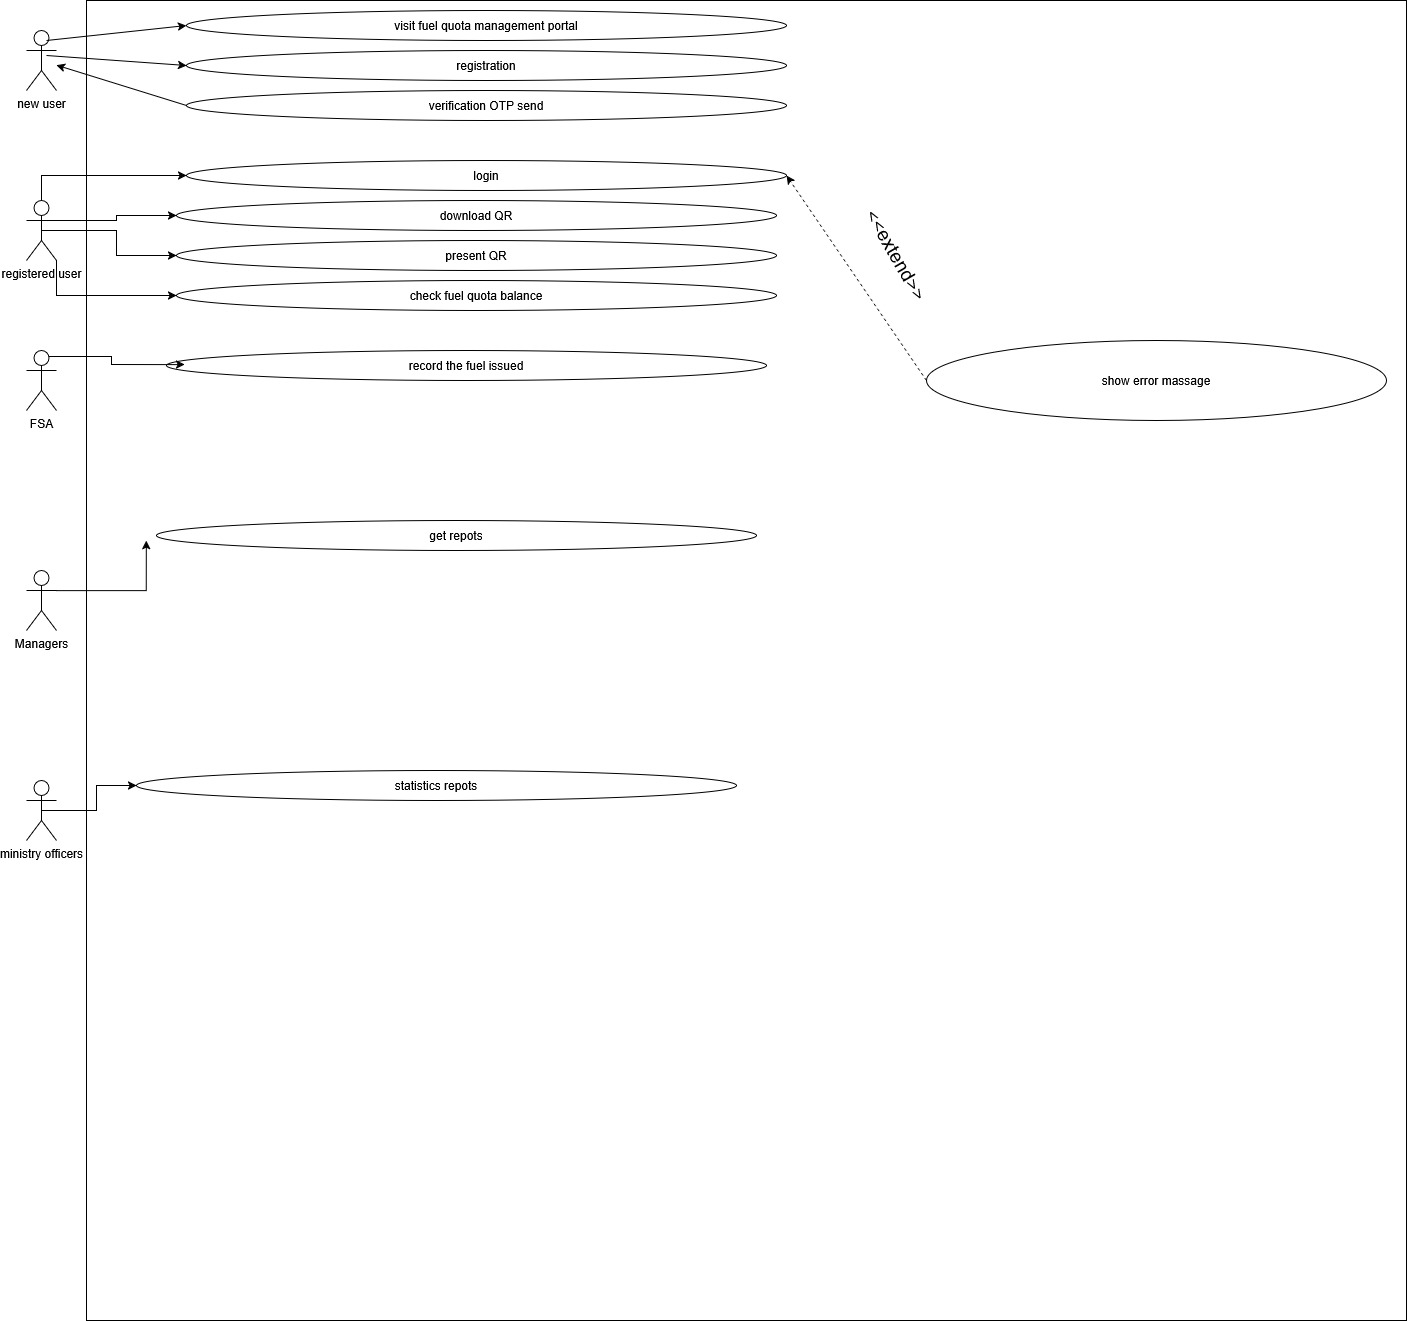 visit fuel quota management portal
registration
new user
verification OTP send
login
download QR
present QR
registered user
check fuel quota balance
<<extend>>
record the fuel issued
show error massage
FSA
get repots
Managers
statistics repots
ministry officers